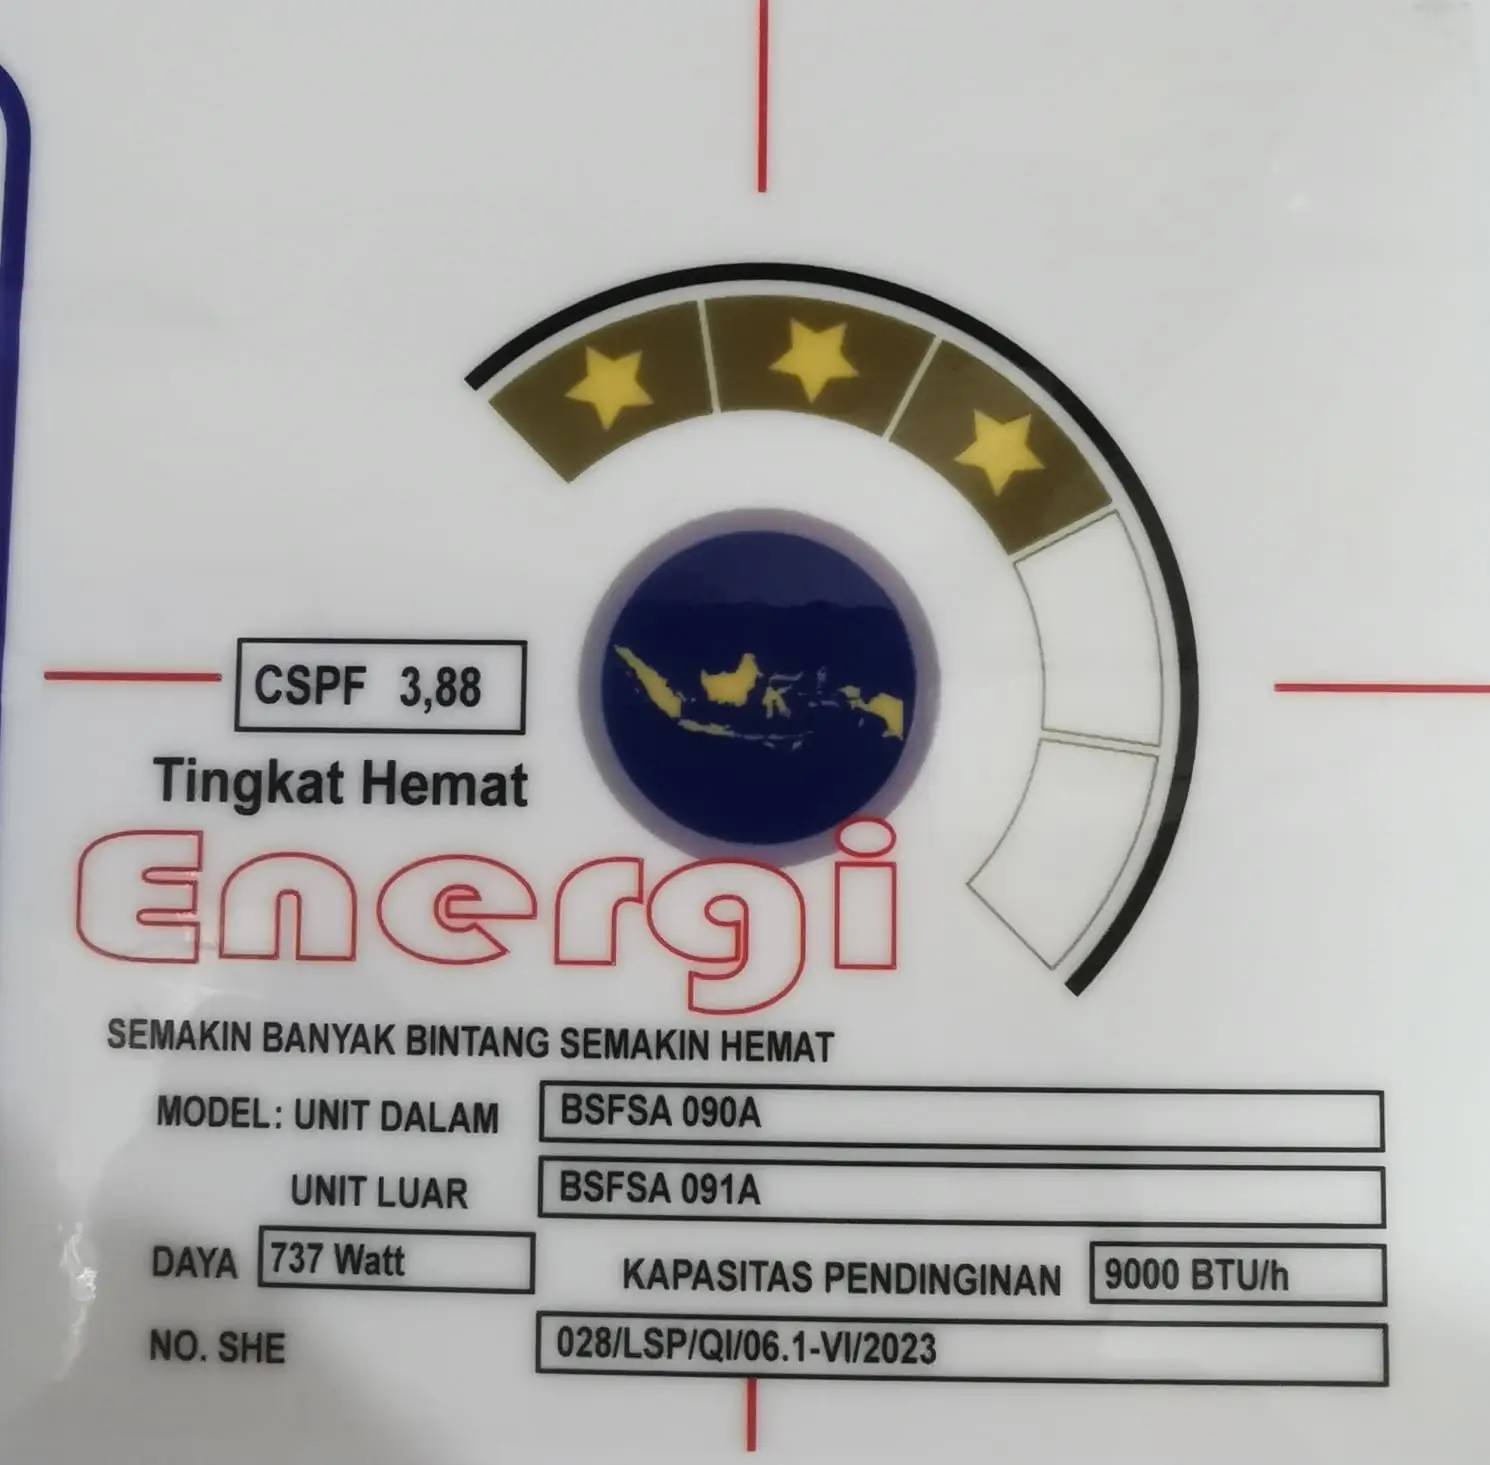 CSPF 3,88
Tingkat Hemat
Energi
SEMAKIN BANYAK BINTANG SEMAKIN HEMAT
MODEL: UNIT DALAM BSFSA 090A
UNIT LUAR BSFSA 091A
DAYA 737 Watt KAPASITAS PENDINGINAN 9000 BTU/h
NO. SHE 028/LSP/QI/06.1-VI/2023